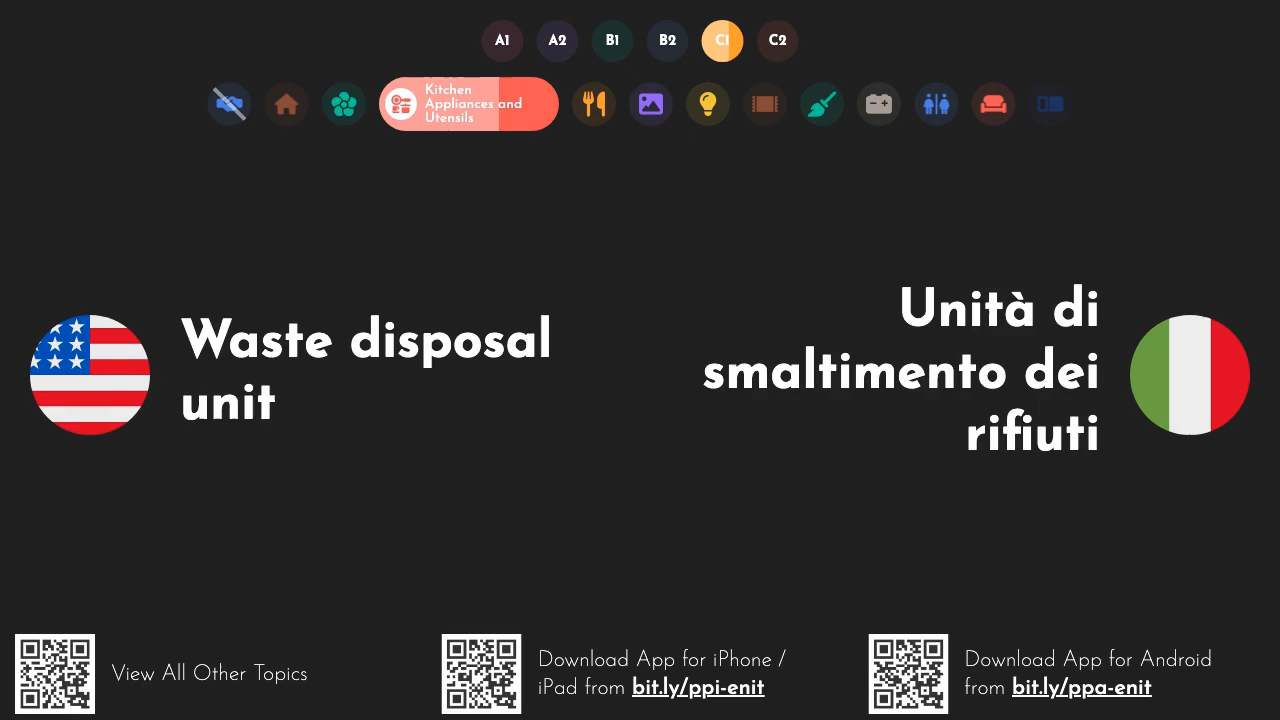 A1 A2 B1 B2 C1 C2
Kitchen
Appliances and
Utensils
Waste disposal
unit
Unità di
smaltimento dei
rifiuti
View All Other Topics
Download App for iPhone /
iPad from bit.ly/ppi-enit
Download App for Android
from bit.ly/ppa-enit